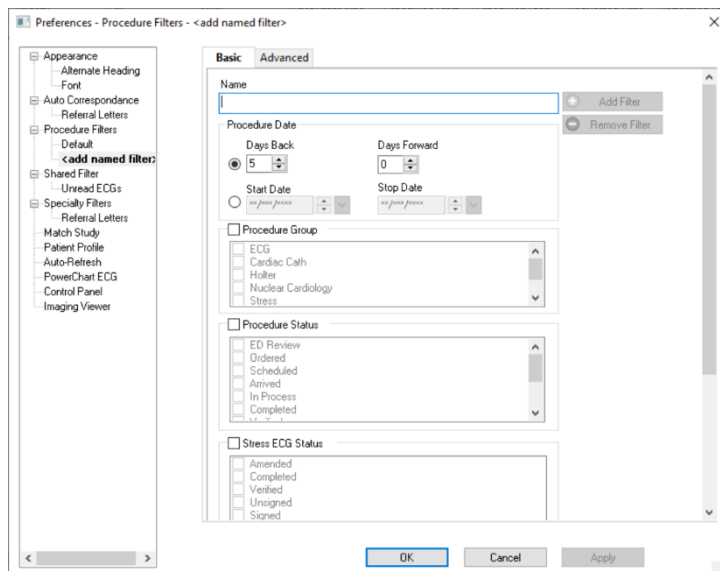 Preferences - Procedure Filters - <add named filter>
Appearance
Alternate Heading
Font
Auto Correspondance
Referral Letters
Procedure Filters
Default
<add named filter>
Shared Filter
Unread ECGs
Specialty Filters
Referral Letters
Match Study
Patient Profile
Auto-Refresh
PowerChart ECG
Control Panel
Imaging Viewer
Basic Advanced
Name
Add Filter
Remove Filter
Procedure Date
Days Back Days Forward
5 0
Start Date Stop Date
**/***/**** **/***/****
Procedure Group
ECG
Cardiac Cath
Holter
Nuclear Cardiology
Stress
Procedure Status
ED Review
Ordered
Scheduled
Arrived
In Process
Completed
Stress ECG Status
Amended
Completed
Verified
Unsigned
Signed
OK Cancel Apply